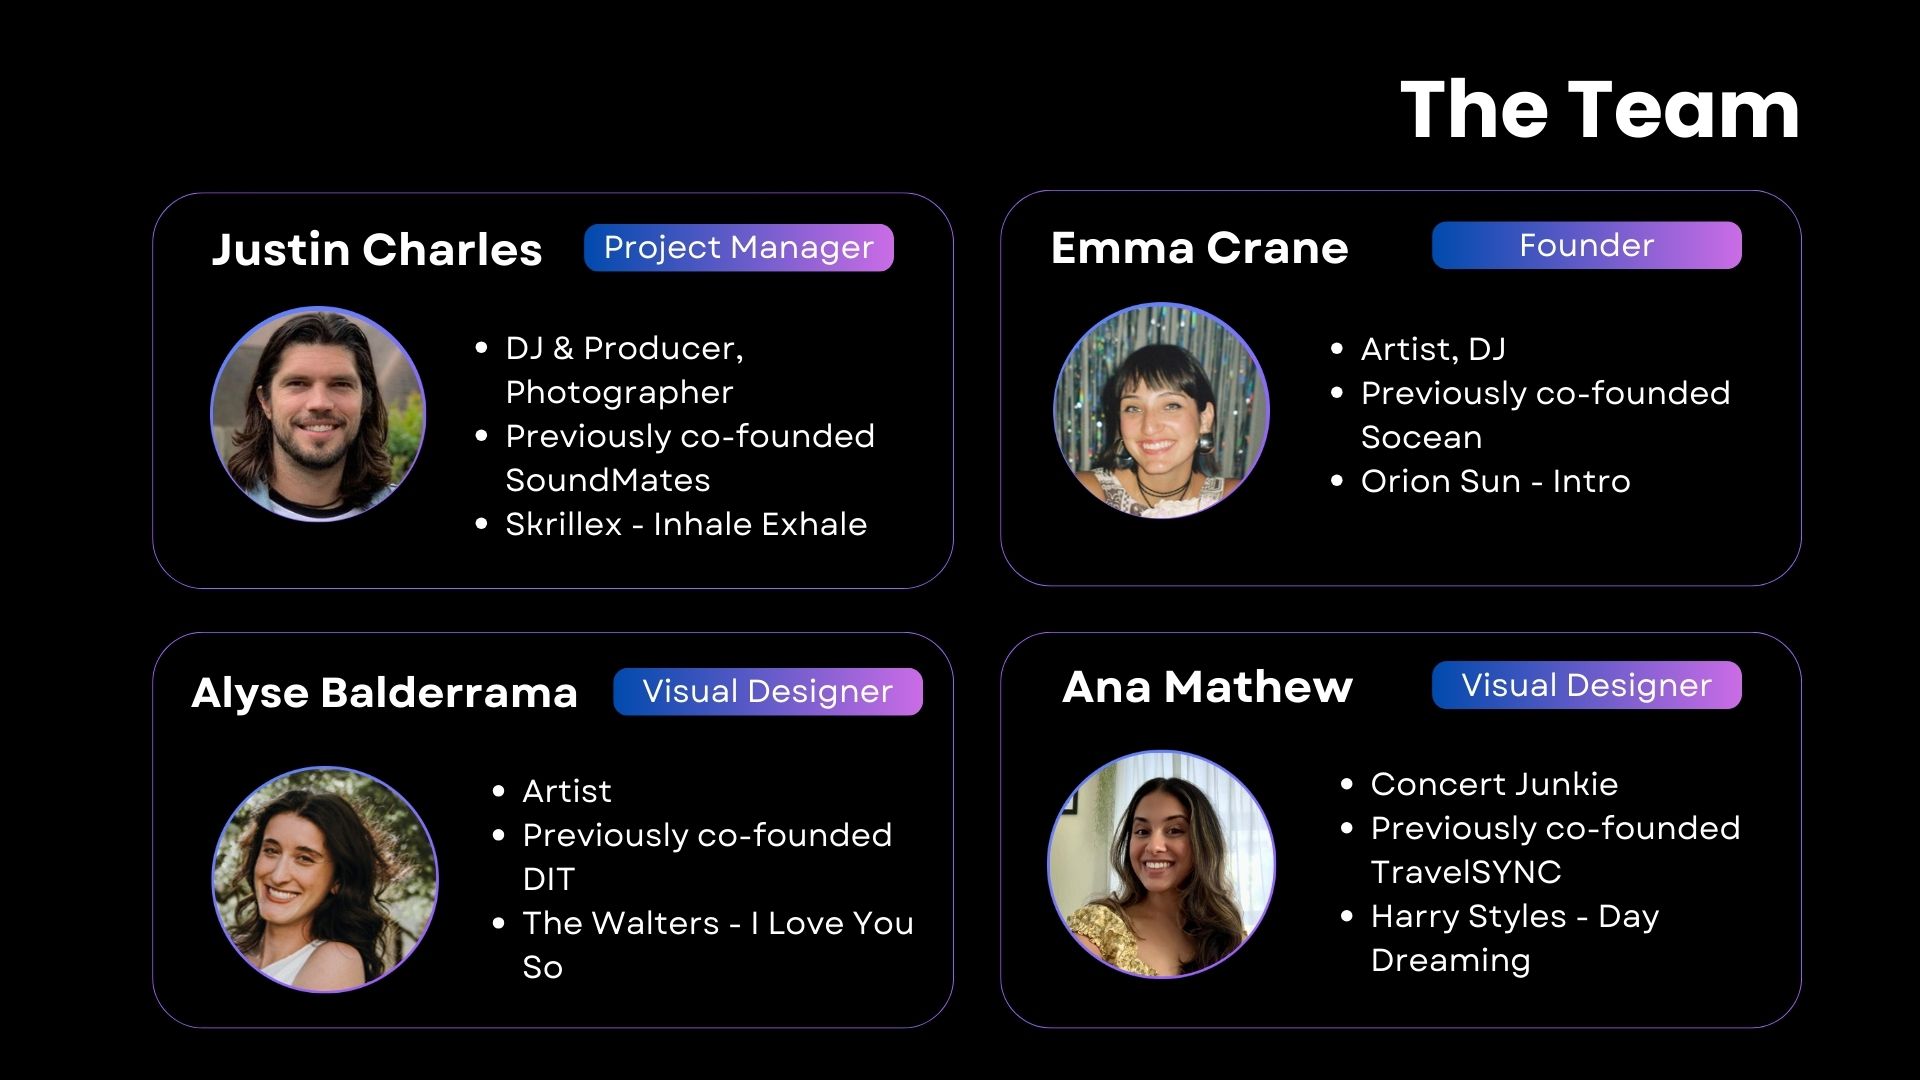 The Team
Justin Charles
Project Manager
• DJ & Producer,
Photographer
• Previously co-founded
SoundMates
• Skrillex - Inhale Exhale
Emma Crane
Founder
• Artist, DJ
• Previously co-founded
Socean
• Orion Sun - Intro
Alyse Balderrama
Visual Designer
• Artist
• Previously co-founded
DIT
• The Walters - I Love You
So
Ana Mathew
Visual Designer
• Concert Junkie
• Previously co-founded
TravelSYNC
• Harry Styles - Day
Dreaming